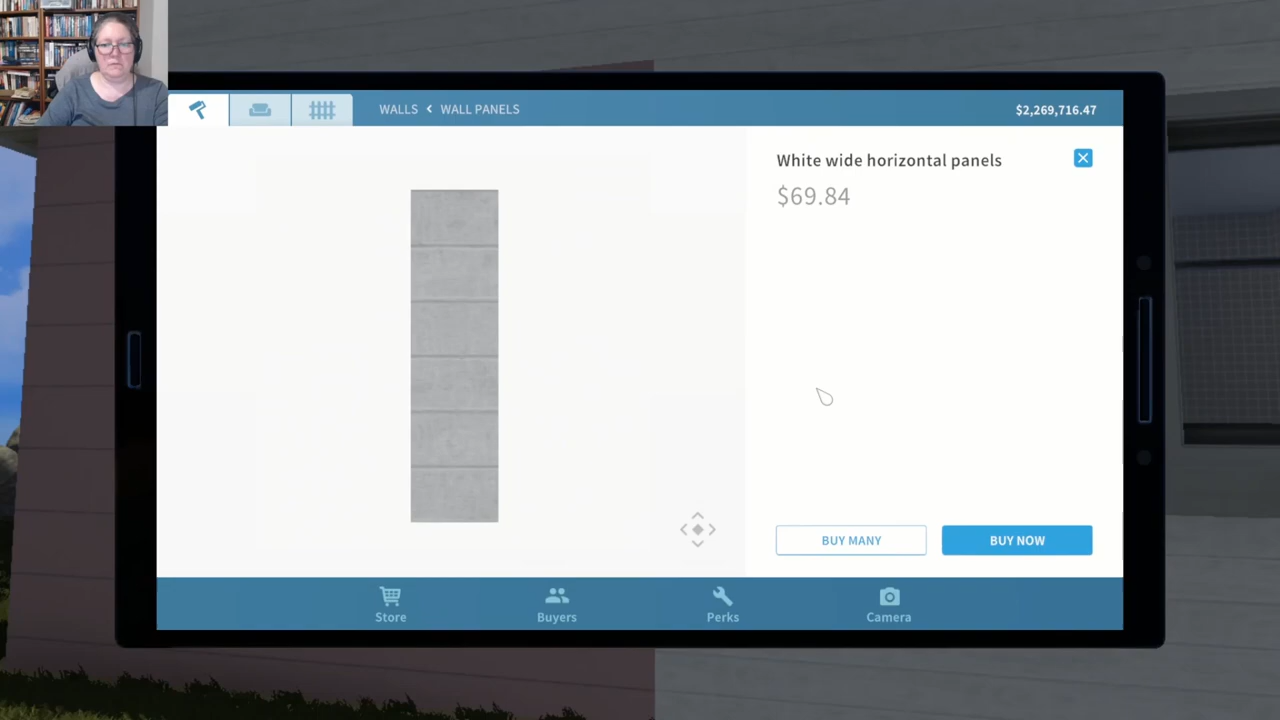 WALLS < WALL PANELS
$2,269,716.47
White wide horizontal panels
$69.84
BUY MANY
BUY NOW
Store
Buyers
Perks
Camera